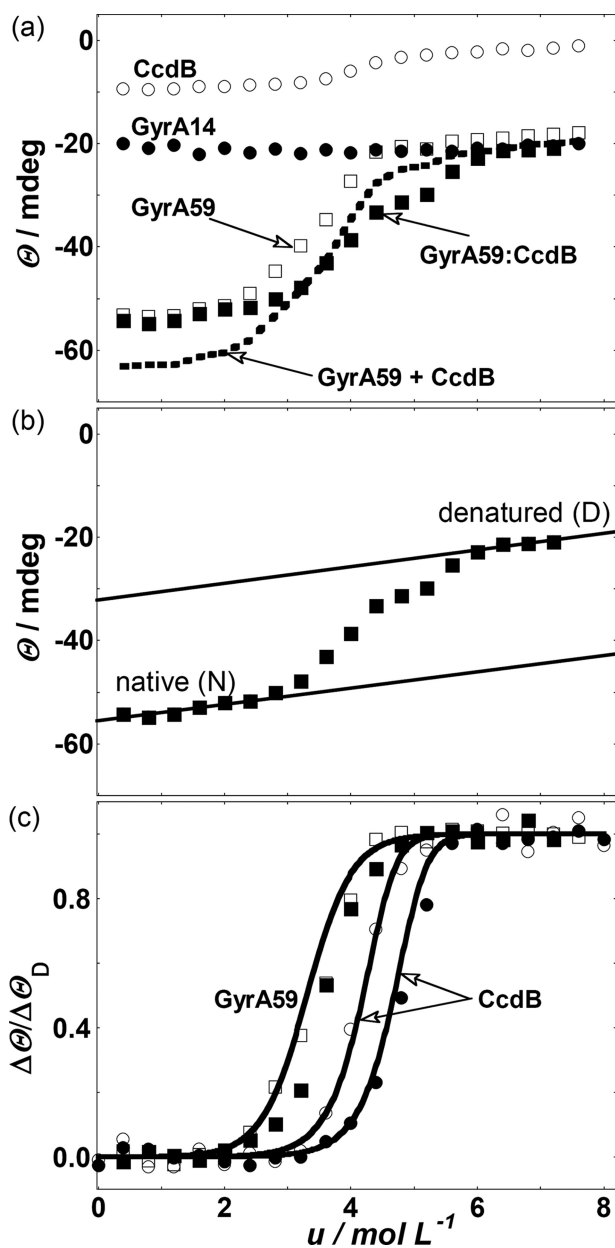 (a)
0
CcdB
GyrA14
-20
GyrA59
Θ / mdeg
-40
GyrA59:CcdB
-60
GyrA59 + CcdB
(b)
0
denatured (D)
-20
Θ / mdeg
-40
native (N)
-60
(c)
0.8
GyrA59
CcdB
ΔΘ/ΔΘD
0.4
0.0
0 2 4 6 8
u / mol L⁻¹